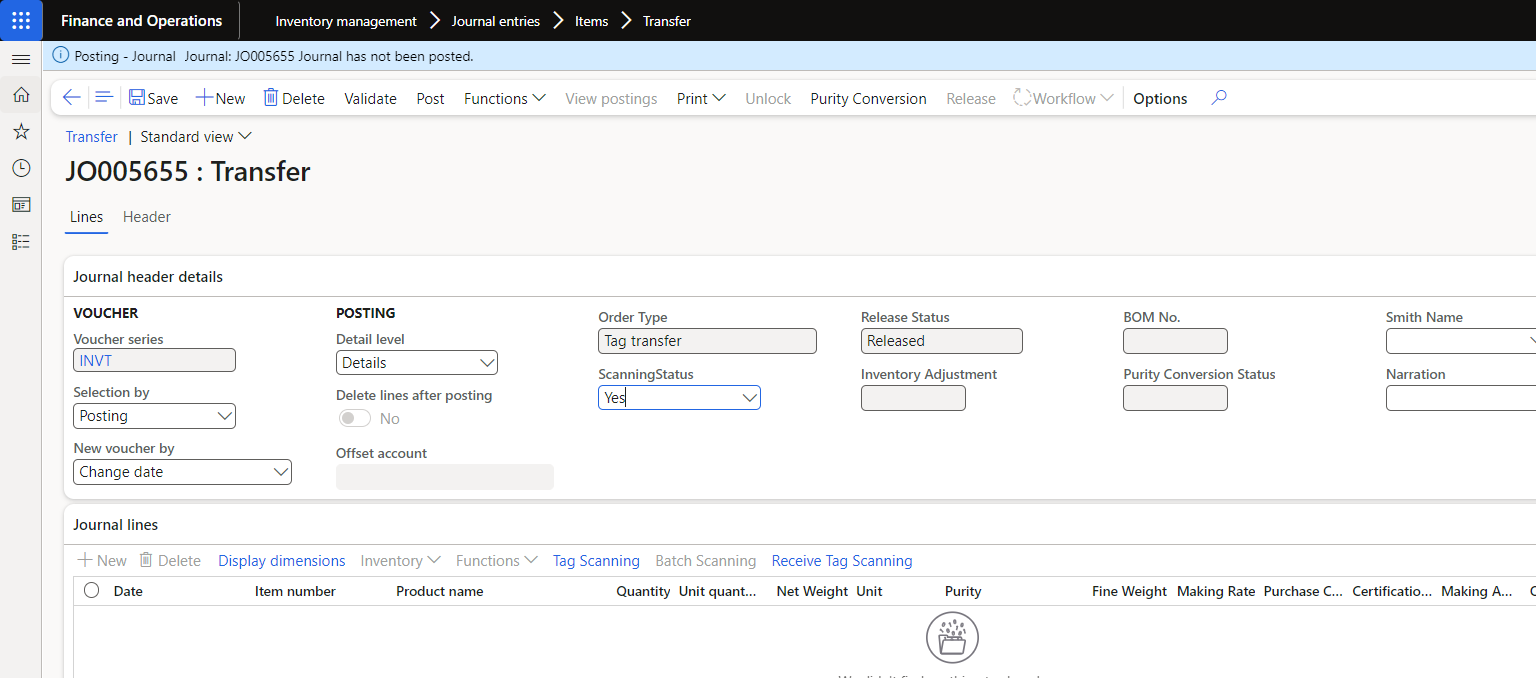 Finance and Operations Inventory management Journal entries Items Transfer
Posting - Journal Journal: JO005655 Journal has not been posted.
Save New Delete Validate Post Functions View postings Print Unlock Purity Conversion Release Workflow Options
Transfer | Standard view
JO005655 : Transfer
Lines Header
Journal header details
VOUCHER
Voucher series
INVT
Selection by
Posting
New voucher by
Change date
POSTING
Detail level
Details
Delete lines after posting
No
Offset account
Order Type
Tag transfer
ScanningStatus
Yes
Release Status
Released
Inventory Adjustment
BOM No.
Purity Conversion Status
Smith Name
Narration
Journal lines
New Delete Display dimensions Inventory Functions Tag Scanning Batch Scanning Receive Tag Scanning
Date Item number Product name Quantity Unit quant... Net Weight Unit Purity Fine Weight Making Rate Purchase C... Certificatio... Making A...